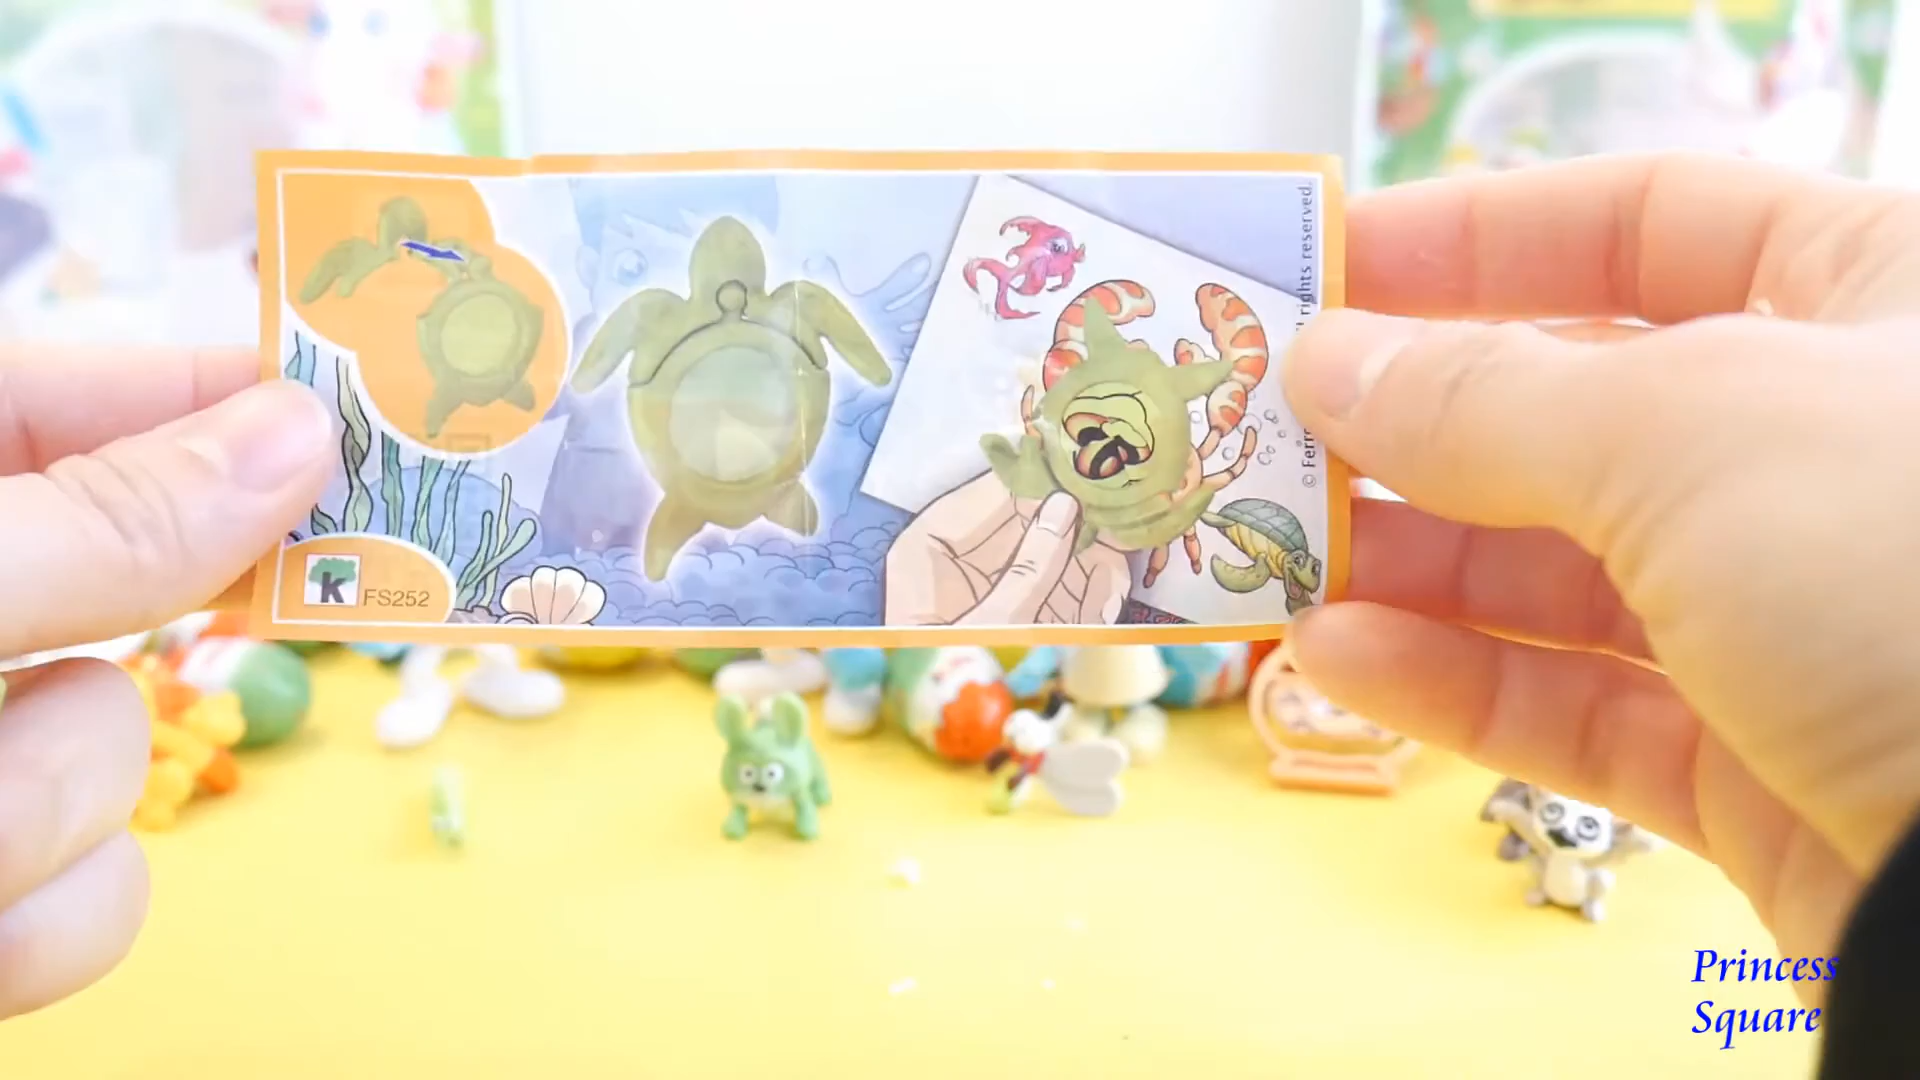 © Ferr
l rights reserved.
k FS252
Princess
Square